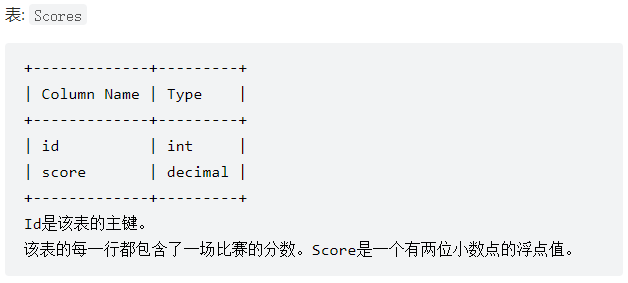 表: Scores
+-------------+---------+
| Column Name | Type    |
+-------------+---------+
| id          | int     |
| score       | decimal |
+-------------+---------+
Id是该表的主键。
该表的每一行都包含了一场比赛的分数。Score是一个有两位小数点的浮点值。